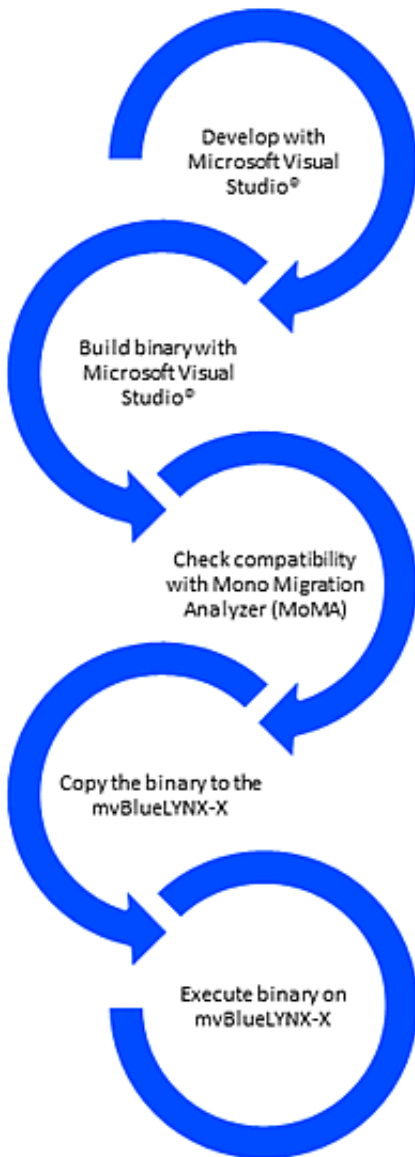 Develop with
Microsoft Visual
Studio®
Build binary with
Microsoft Visual
Studio®
Check compatibility
with Mono Migration
Analyzer (MoMA)
Copy the binary to the
mvBlueLYNX-X
Execute binary on
mvBlueLYNX-X